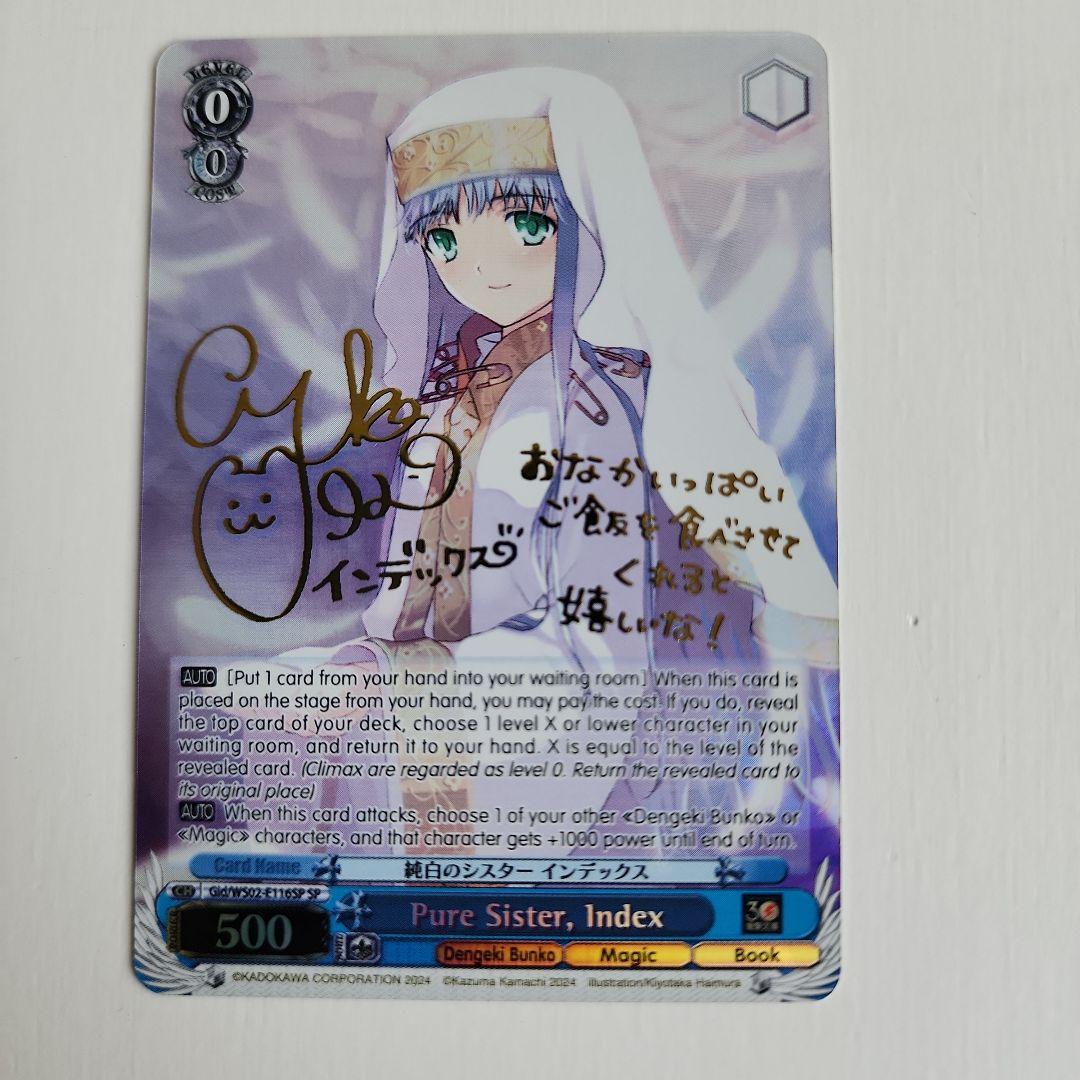 LEVEL
0
0
COST
おなかいっぱい
ご飯を食べさせて
くれると
嬉しいな!
インデックス
AUTO [Put 1 card from your hand into your waiting room] When this card is
placed on the stage from your hand, you may pay the cost. If you do, reveal
the top card of your deck, choose 1 level X or lower character in your
waiting room, and return it to your hand. X is equal to the level of the
revealed card. (Climax are regarded as level 0. Return the revealed card to
its original place)
AUTO When this card attacks, choose 1 of your other «Dengeki Bunko» or
«Magic» characters, and that character gets +1000 power until end of turn.
Card Name 純白のシスター インデックス
CH Gid/WS02-E116SP SP
POWER 500 SOUL Pure Sister, Index 30
Dengeki Bunko Magic Book
©KADOKAWA CORPORATION 2024 ©Kazuma Kamachi 2024 Illustration/Kiyotaka Haimura